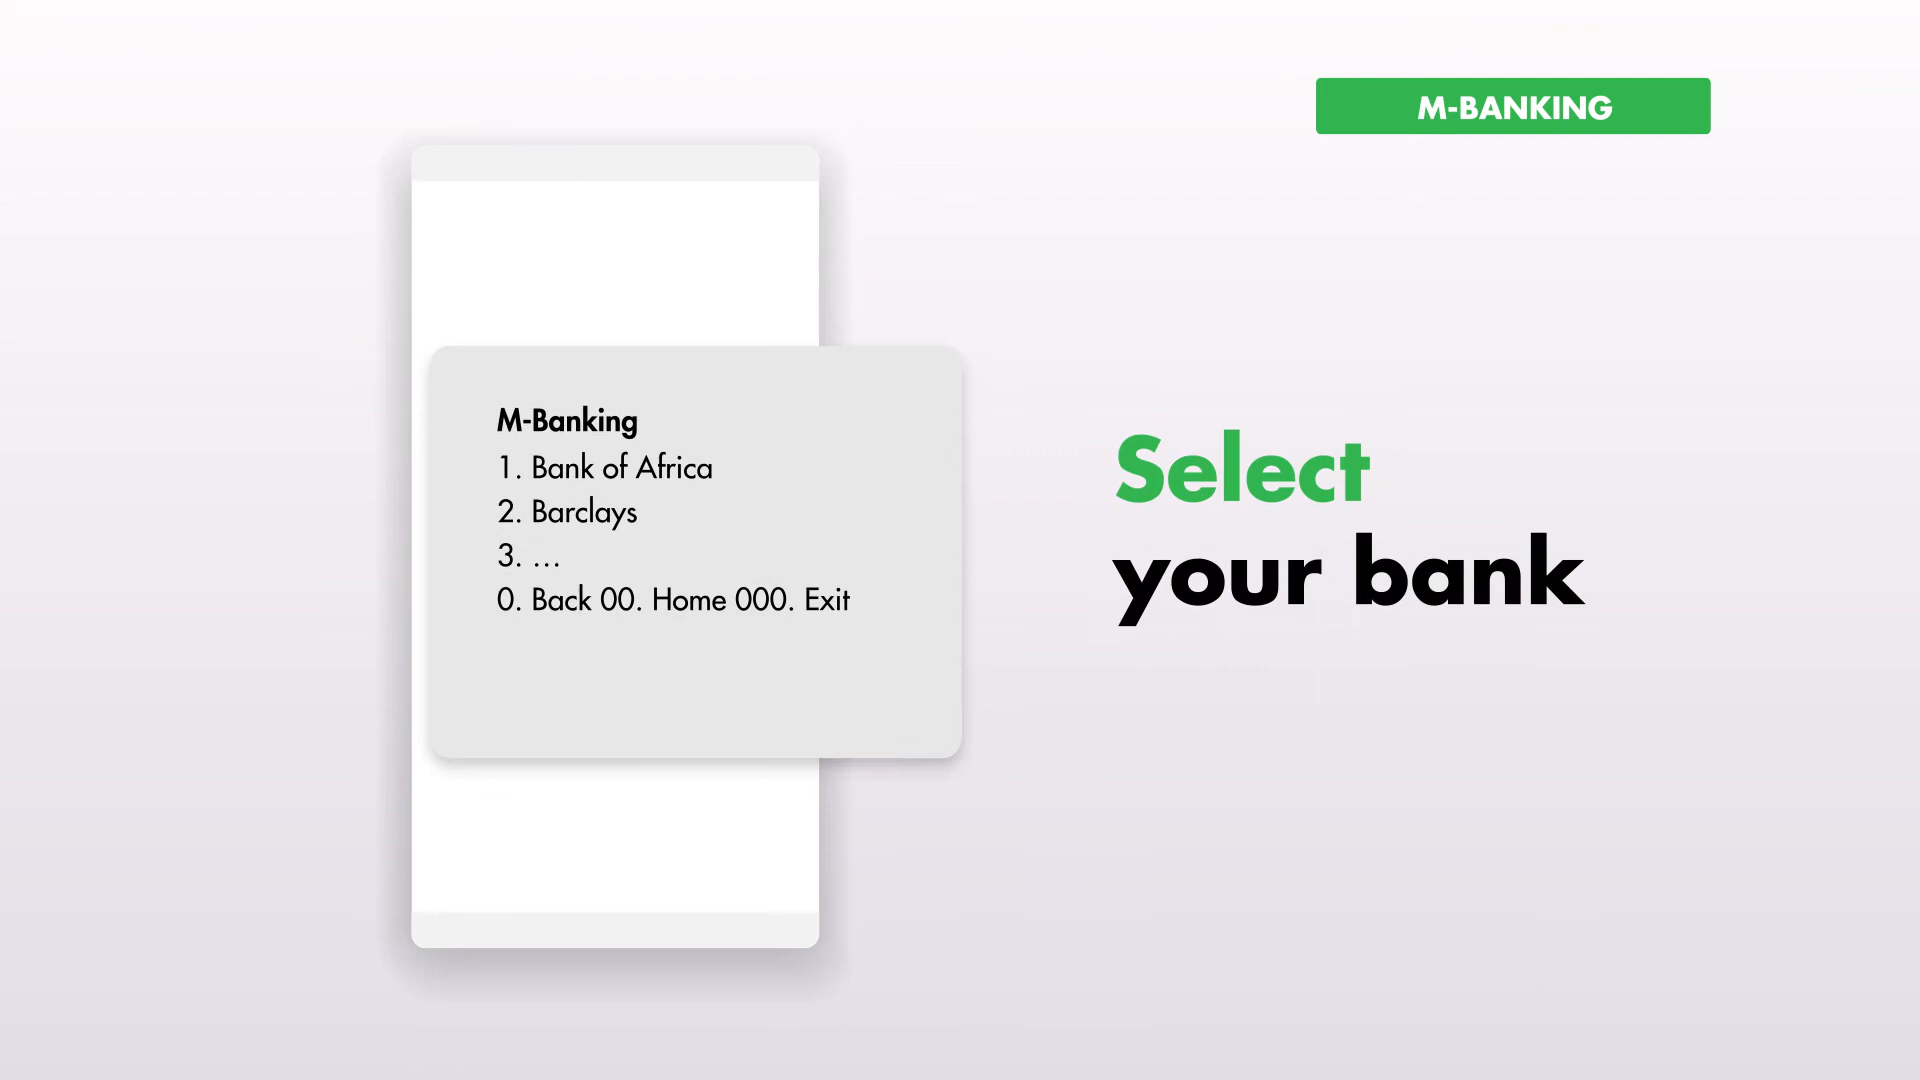 M-BANKING
M-Banking
1. Bank of Africa
2. Barclays
3. ...
0. Back 00. Home 000. Exit
Select
your bank